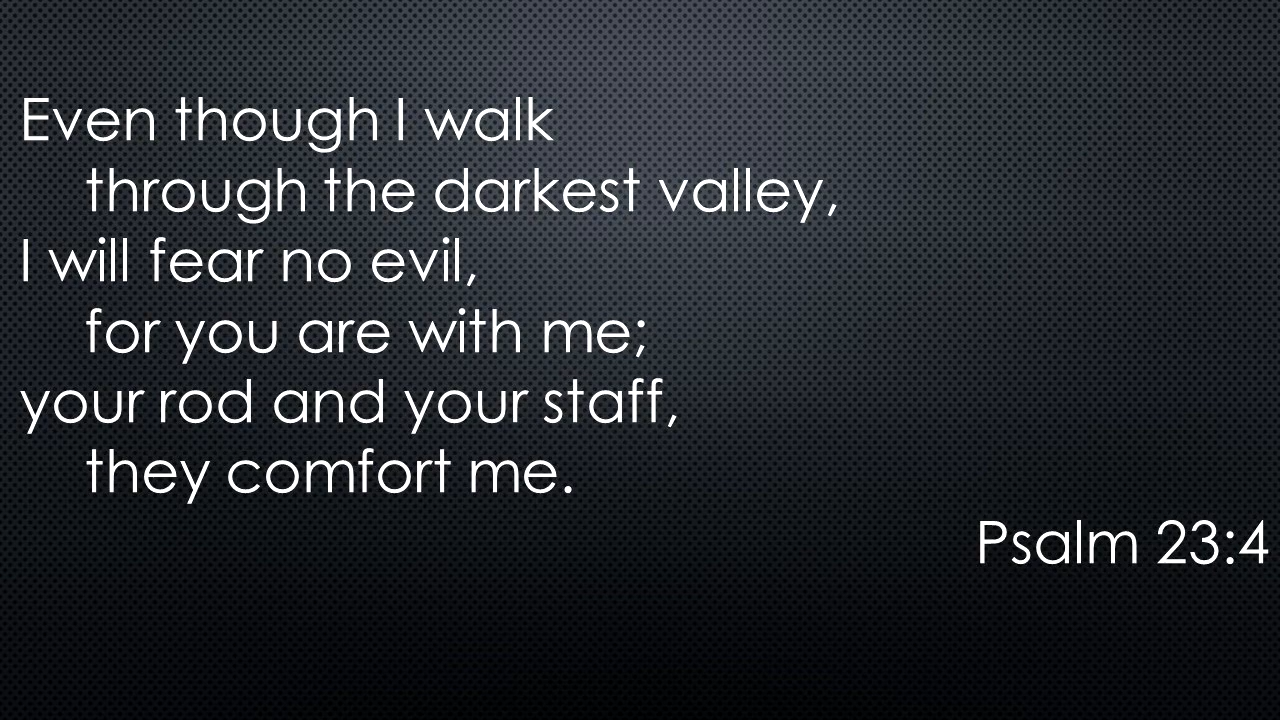 Even though I walk
through the darkest valley,
I will fear no evil,
for you are with me;
your rod and your staff,
they comfort me.
Psalm 23:4